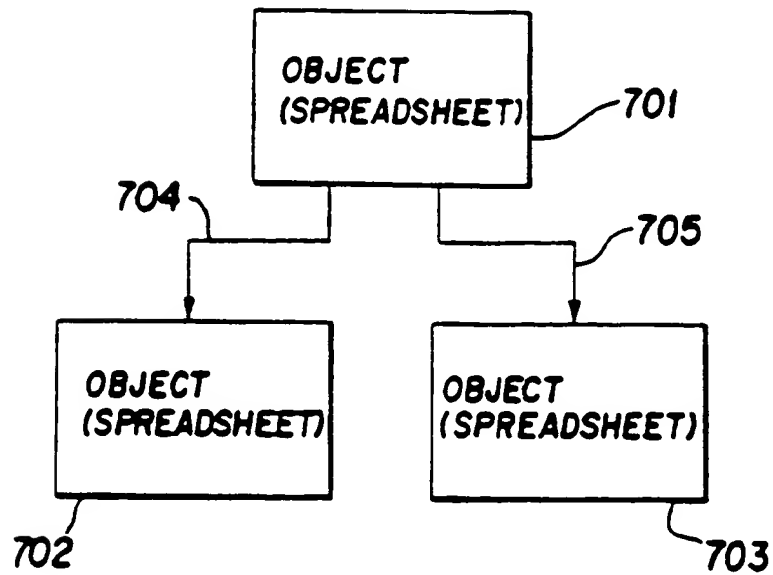 OBJECT
(SPREADSHEET)
701
704
705
OBJECT
(SPREADSHEET)
OBJECT
(SPREADSHEET)
702
703